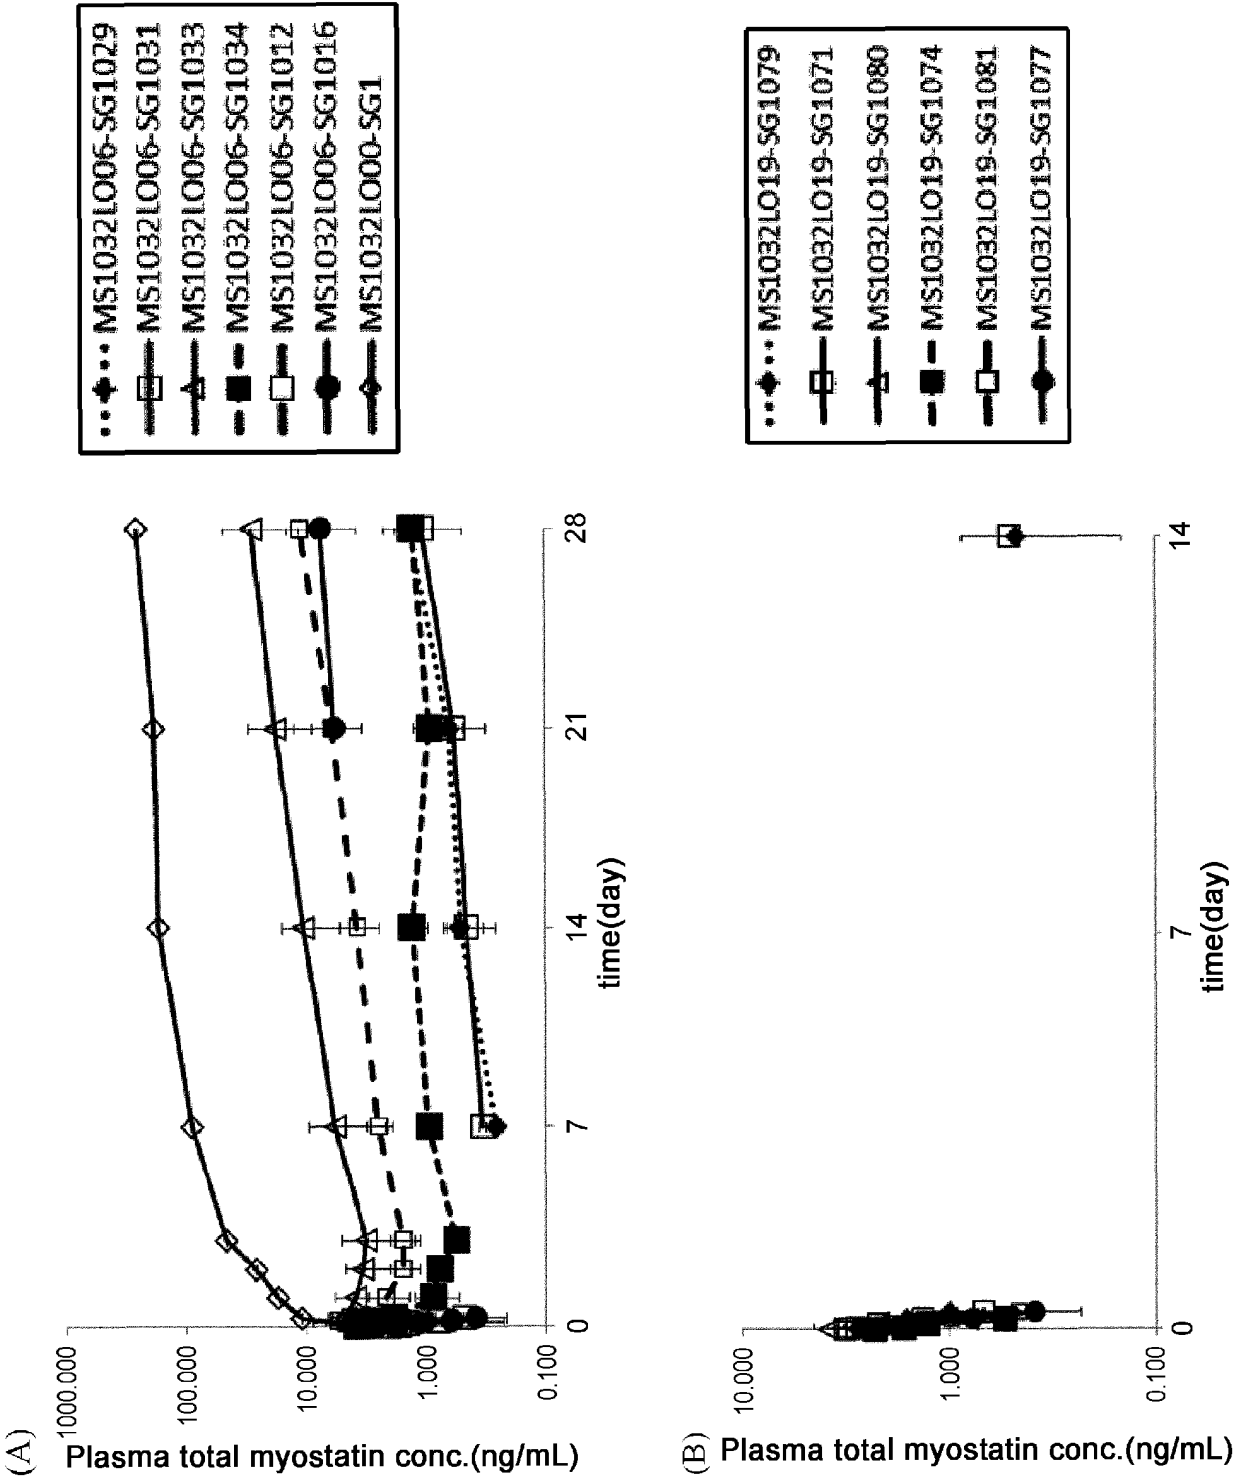 (A)
Plasma total myostatin conc.(ng/mL)
1000.000
100.000
10.000
1.000
0.100
0
7
14
21
28
time(day)
MS1032LO06-SG1029
MS1032LO06-SG1031
MS1032LO06-SG1033
MS1032LO06-SG1034
MS1032LO06-SG1012
MS1032LO06-SG1016
MS1032LO00-SG1
(B)
Plasma total myostatin conc.(ng/mL)
10.000
1.000
0.100
0
7
14
time(day)
MS1032LO19-SG1079
MS1032LO19-SG1071
MS1032LO19-SG1080
MS1032LO19-SG1074
MS1032LO19-SG1081
MS1032LO19-SG1077